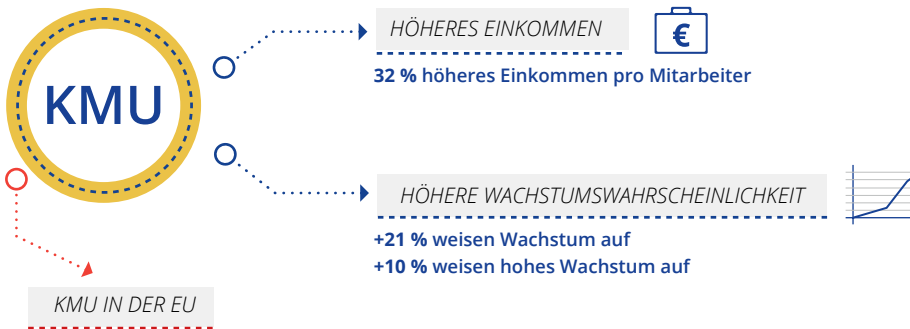 KMU
HÖHERES EINKOMMEN
€
32 % höheres Einkommen pro Mitarbeiter
HÖHERE WACHSTUMSWAHRSCHEINLICHKEIT
+21 % weisen Wachstum auf
+10 % weisen hohes Wachstum auf
KMU IN DER EU